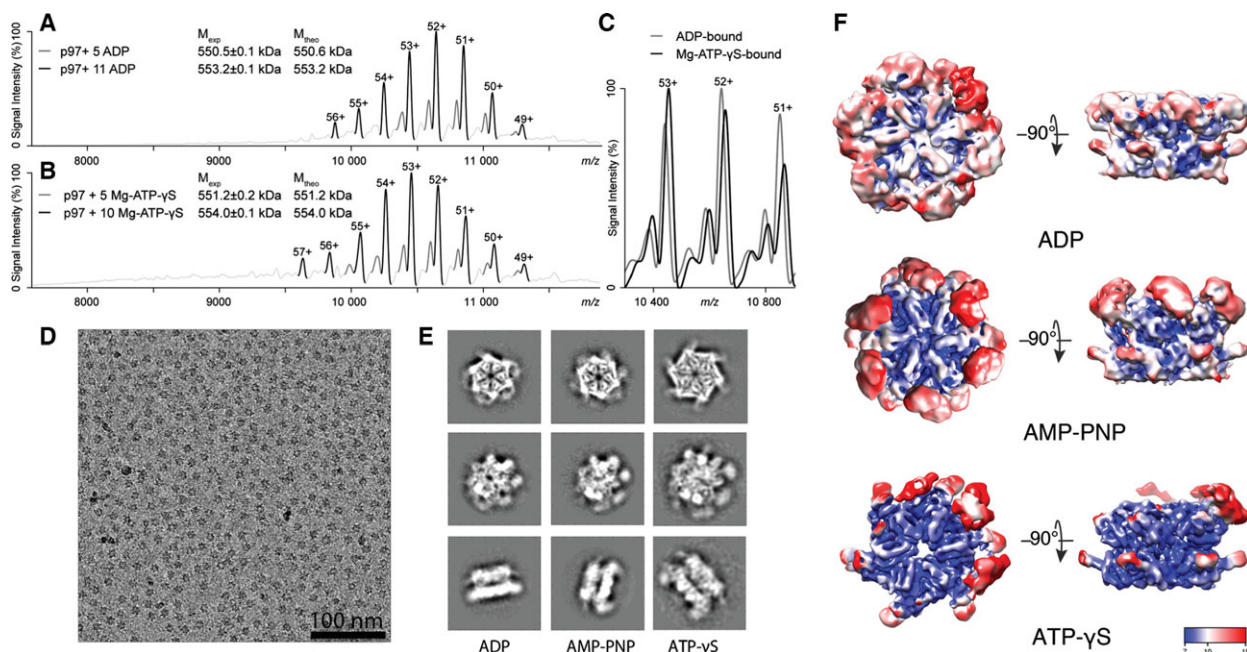 A
0 Signal Intensity (%) 100
M_exp M_theo
p97+ 5 ADP 550.5±0.1 kDa 550.6 kDa
p97+ 11 ADP 553.2±0.1 kDa 553.2 kDa
56+ 55+ 54+ 53+ 52+ 51+ 50+ 49+
8000 9000 10 000 11 000 m/z
B
0 Signal Intensity (%) 100
M_exp M_theo
p97 + 5 Mg-ATP-γS 551.2±0.2 kDa 551.2 kDa
p97 + 10 Mg-ATP-γS 554.0±0.1 kDa 554.0 kDa
57+ 56+ 55+ 54+ 53+ 52+ 51+ 50+ 49+
8000 9000 10 000 11 000 m/z
C
ADP-bound
Mg-ATP-γS-bound
Signal Intensity (%)
100
0
53+ 52+ 51+
10 400 m/z 10 800
D
100 nm
E
ADP AMP-PNP ATP-γS
F
-90°
ADP
-90°
AMP-PNP
-90°
ATP-γS
7 10